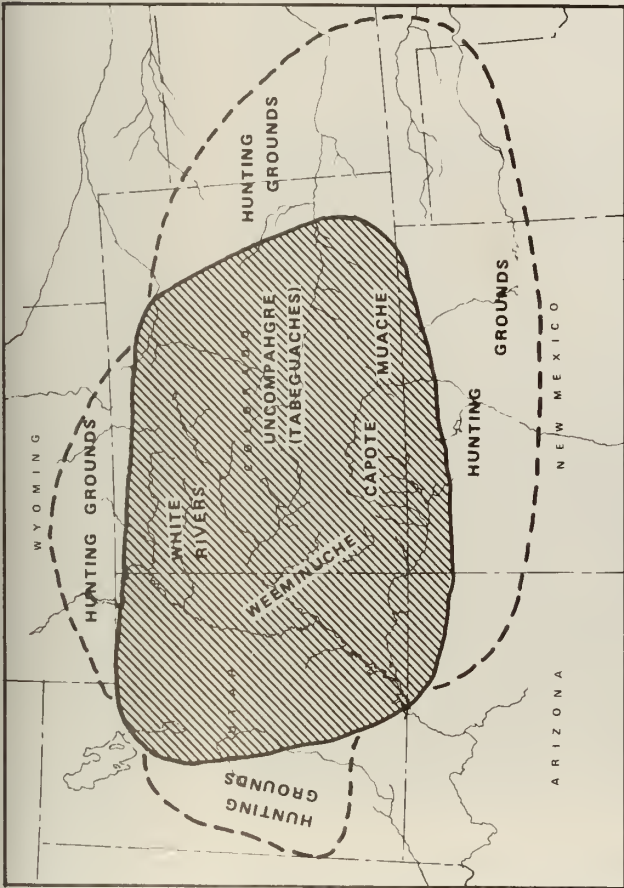 WYOMING
HUNTING GROUNDS
HUNTING
GROUNDS
WHITE
RIVERS
COLORADO
UNCOMPAHGRE
(TABEGUACHES)
UTAH
WEEMINUCHE
CAPOTE
MUACHE
HUNTING
GROUNDS
HUNTING
GROUNDS
ARIZONA
NEW MEXICO